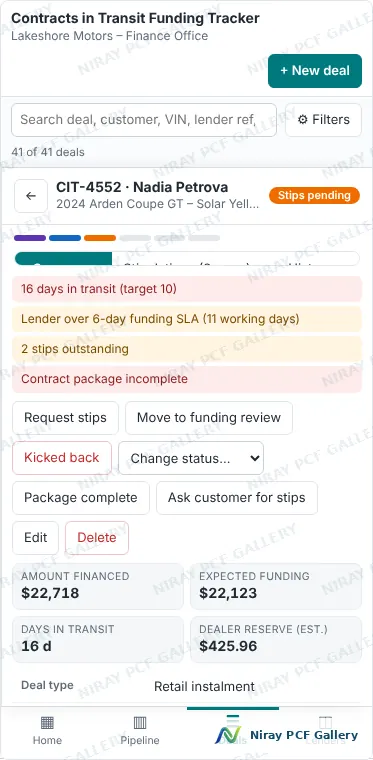 Contracts in Transit Funding Tracker
Lakeshore Motors – Finance Office
+ New deal
Search deal, customer, VIN, lender ref,
⚙ Filters
41 of 41 deals
←
CIT-4552 · Nadia Petrova
2024 Arden Coupe GT – Solar Yell...
Stips pending
16 days in transit (target 10)
Lender over 6-day funding SLA (11 working days)
2 stips outstanding
Contract package incomplete
Request stips
Move to funding review
Kicked back
Change status...
Package complete
Ask customer for stips
Edit
Delete
AMOUNT FINANCED
$22,718
EXPECTED FUNDING
$22,123
DAYS IN TRANSIT
16 d
DEALER RESERVE (EST.)
$425.96
Deal type
Retail instalment
Home
Pipeline
Niray PCF Gallery
NIRAY PCF GALLERY